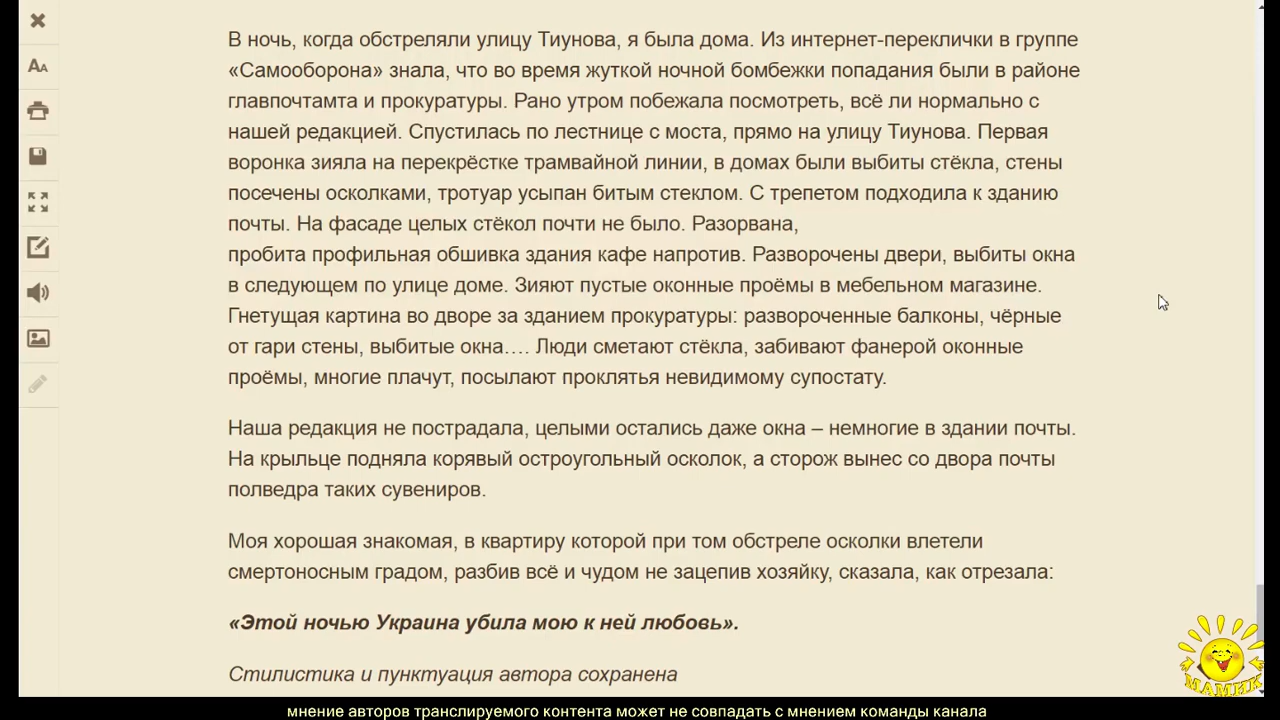 В ночь, когда обстреляли улицу Тиунова, я была дома. Из интернет-переклички в группе
«Самооборона» знала, что во время жуткой ночной бомбежки попадания были в районе
главпочтамта и прокуратуры. Рано утром побежала посмотреть, всё ли нормально с
нашей редакцией. Спустилась по лестнице с моста, прямо на улицу Тиунова. Первая
воронка зияла на перекрёстке трамвайной линии, в домах были выбиты стёкла, стены
посечены осколками, тротуар усыпан битым стеклом. С трепетом подходила к зданию
почты. На фасаде целых стёкол почти не было. Разорвана,
пробита профильная обшивка здания кафе напротив. Разворочены двери, выбиты окна
в следующем по улице доме. Зияют пустые оконные проёмы в мебельном магазине.
Гнетущая картина во дворе за зданием прокуратуры: развороченные балконы, чёрные
от гари стены, выбитые окна…. Люди сметают стёкла, забивают фанерой оконные
проёмы, многие плачут, посылают проклятья невидимому супостату.
Наша редакция не пострадала, целыми остались даже окна – немногие в здании почты.
На крыльце подняла корявый остроугольный осколок, а сторож вынес со двора почты
полведра таких сувениров.
Моя хорошая знакомая, в квартиру которой при том обстреле осколки влетели
смертоносным градом, разбив всё и чудом не зацепив хозяйку, сказала, как отрезала:
«Этой ночью Украина убила мою к ней любовь».
Стилистика и пунктуация автора сохранена
МАМИК
мнение авторов транслируемого контента может не совпадать с мнением команды канала